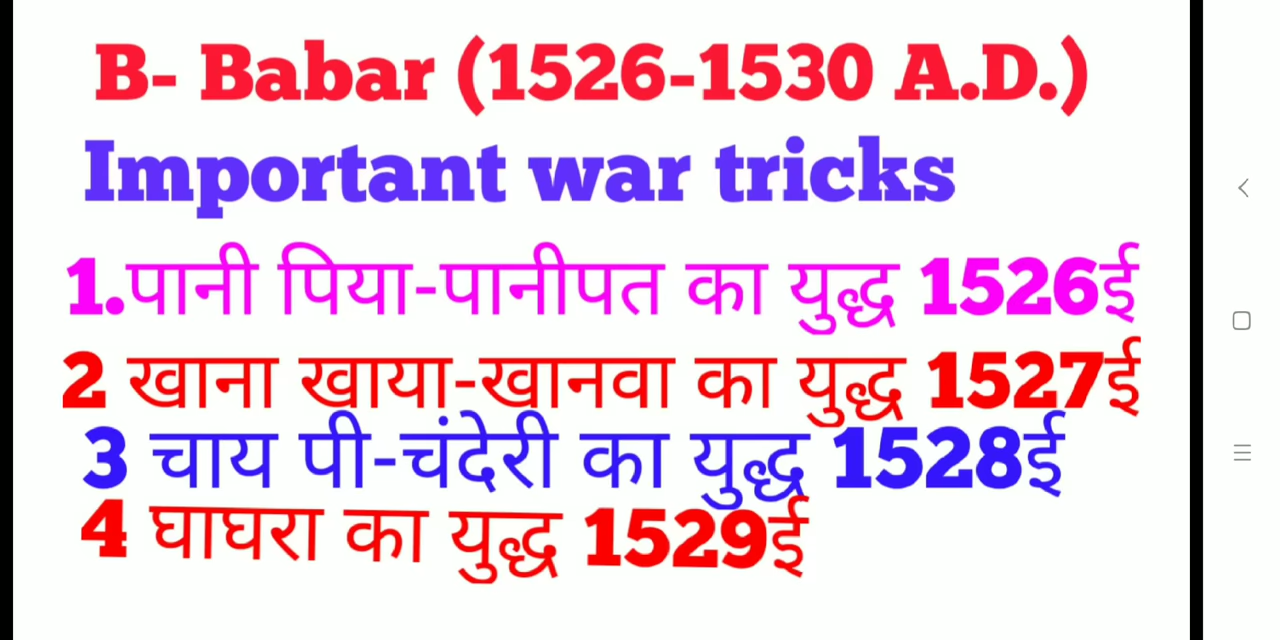 B- Babar (1526-1530 A.D.)
Important war tricks
1.पानी पिया-पानीपत का युद्ध 1526ई
2 खाना खाया-खानवा का युद्ध 1527ई
3 चाय पी-चंदेरी का युद्ध 1528ई
4 घाघरा का युद्ध 1529ई